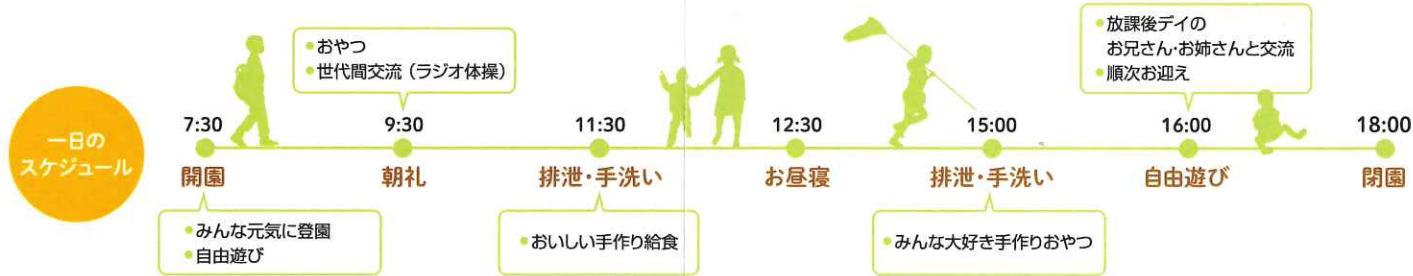 一日の
スケジュール
7:30
開園
・みんな元気に登園
・自由遊び
9:30
朝礼
・おやつ
・世代間交流（ラジオ体操）
11:30
排泄・手洗い
・おいしい手作り給食
12:30
お昼寝
15:00
排泄・手洗い
・みんな大好き手作りおやつ
16:00
自由遊び
・放課後デイの
お兄さん・お姉さんと交流
・順次お迎え
18:00
閉園